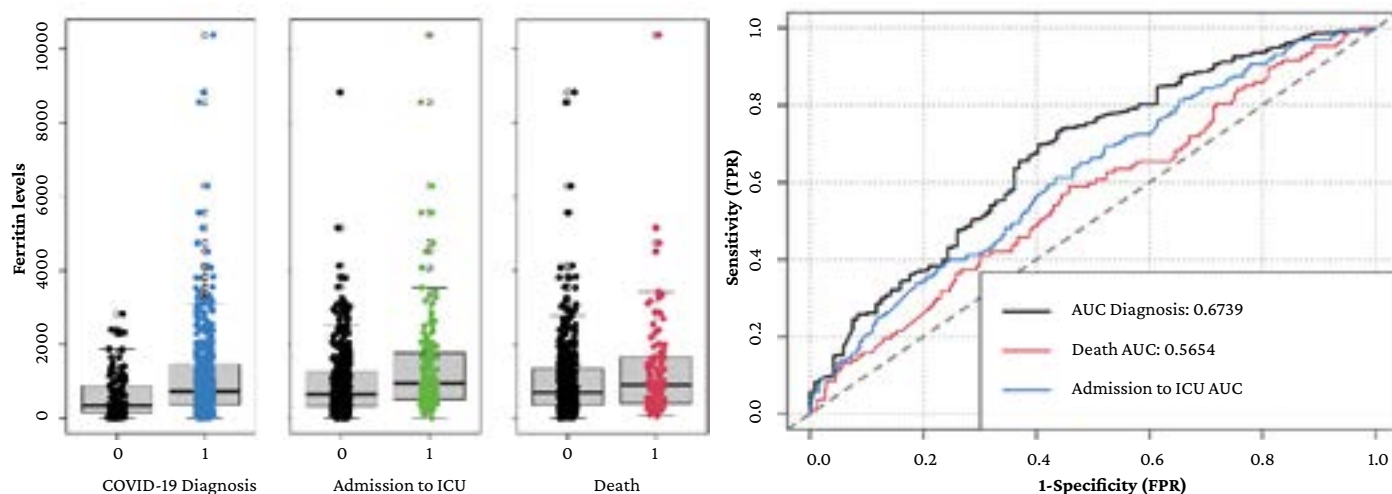 Ferritin levels
10000
8000
6000
4000
2000
0
0 1
COVID-19 Diagnosis
0 1
Admission to ICU
0 1
Death
Sensitivity (TPR)
1.0
0.8
0.6
0.4
0.2
0.0
AUC Diagnosis: 0.6739
Death AUC: 0.5654
Admission to ICU AUC
0.0 0.2 0.4 0.6 0.8 1.0
1-Specificity (FPR)